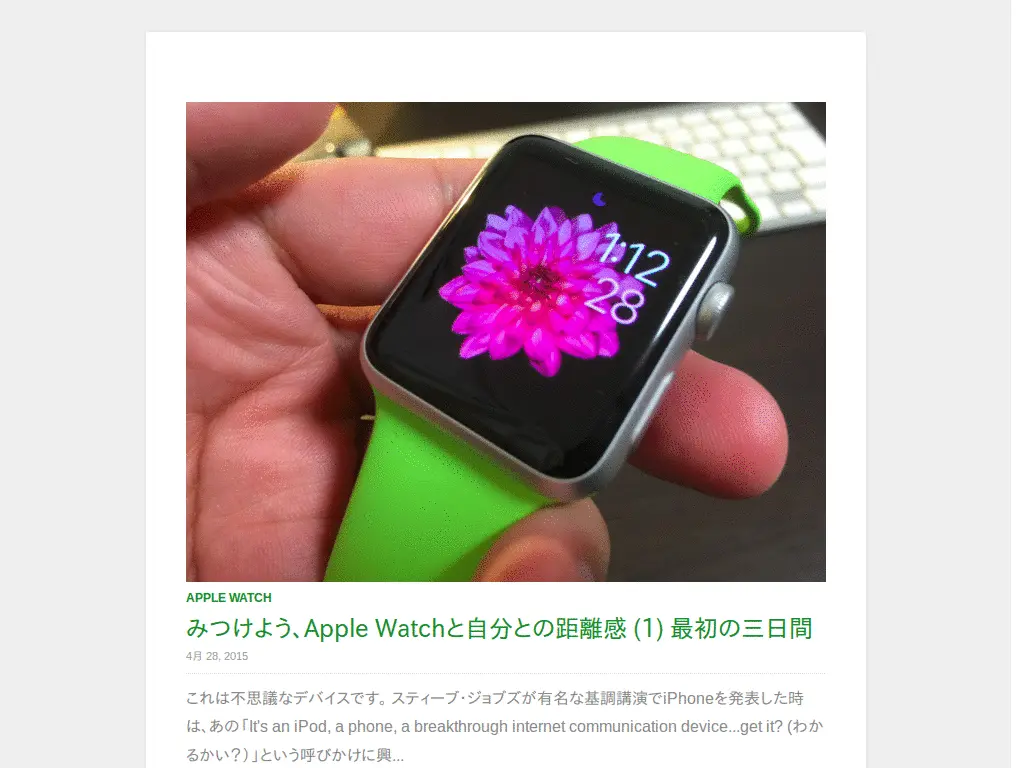 1:12
28
APPLE WATCH
みつけよう、Apple Watchと自分との距離感 (1) 最初の三日間
4月 28, 2015
これは不思議なデバイスです。スティーブ・ジョブズが有名な基調講演でiPhoneを発表した時
は、あの「It's an iPod, a phone, a breakthrough internet communication device...get it? (わか
るかい？）」という呼びかけに興...